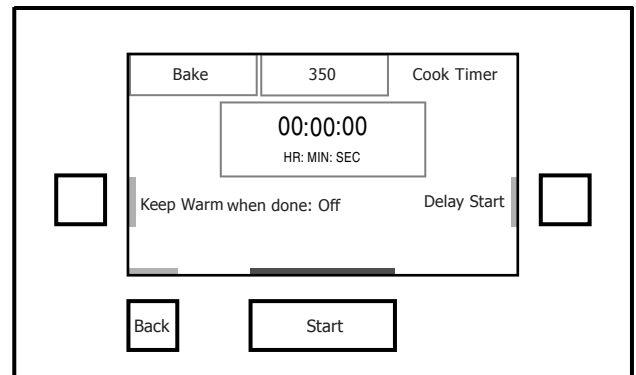 Bake 350 Cook Timer
00:00:00
HR: MIN: SEC
Keep Warm when done: Off Delay Start
Back Start